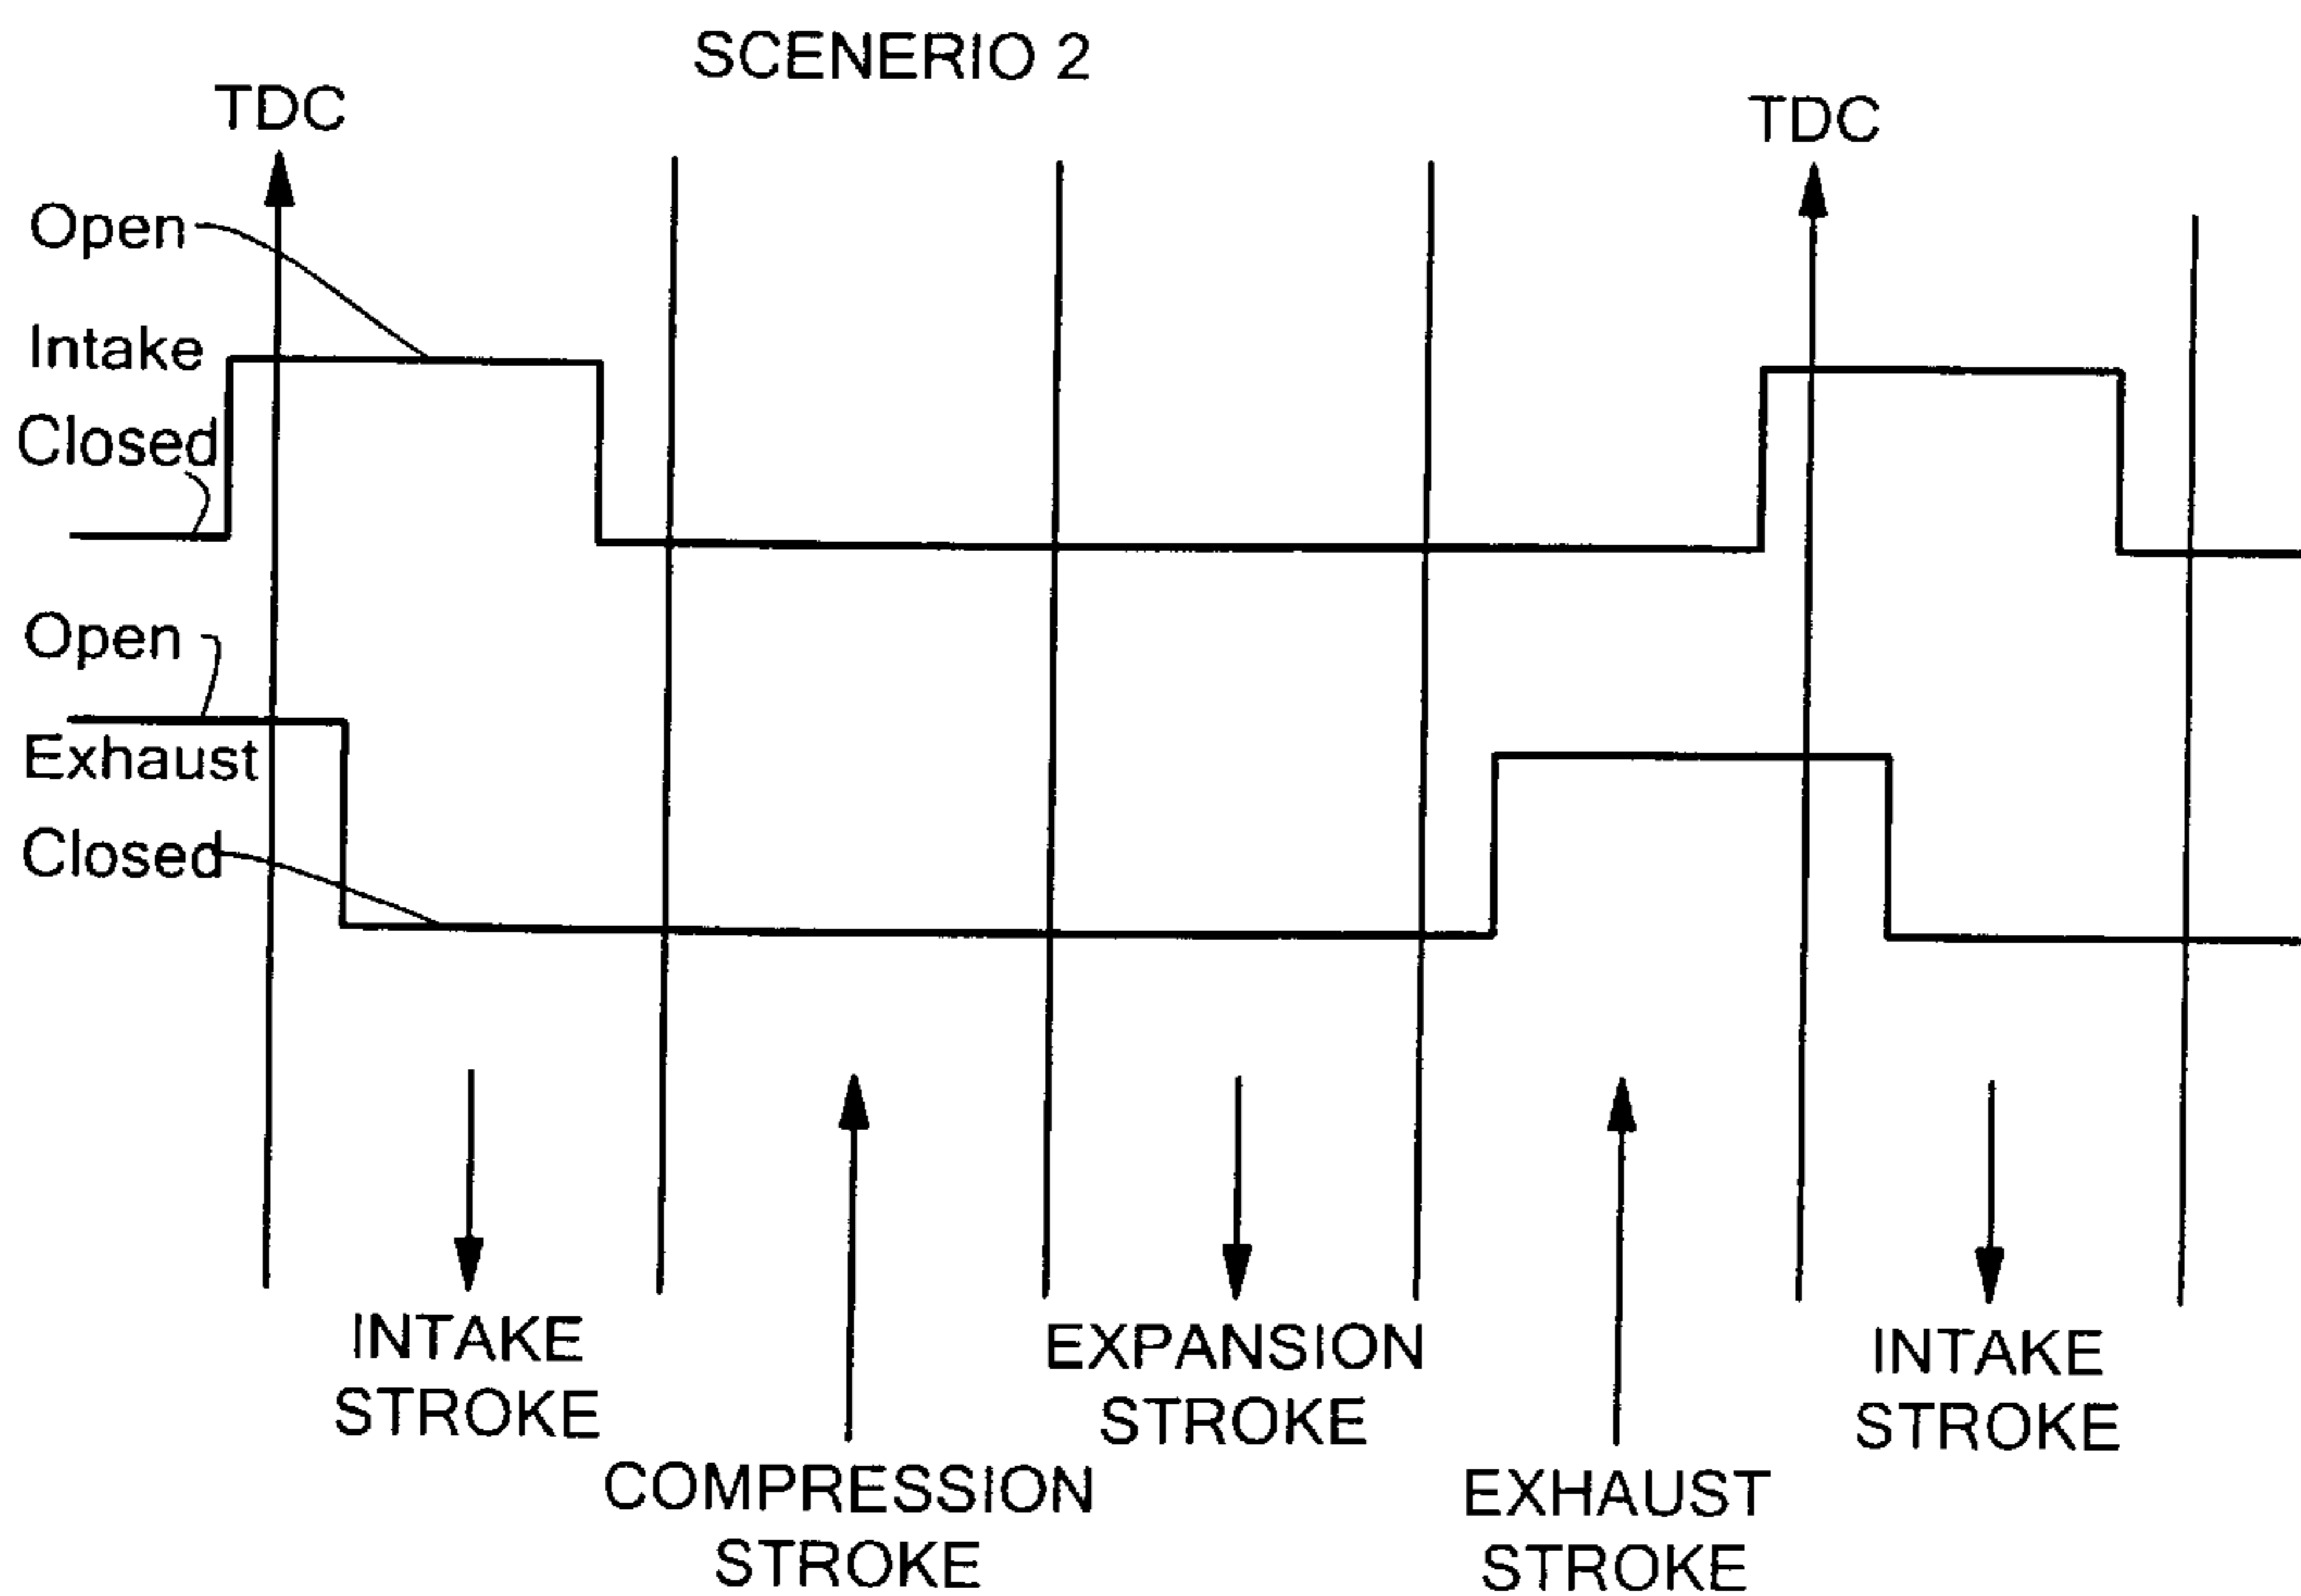 SCENERIO 2
TDC
TDC
Open
Intake
Closed
Open
Exhaust
Closed
INTAKE
STROKE
COMPRESSION
STROKE
EXPANSION
STROKE
EXHAUST
STROKE
INTAKE
STROKE